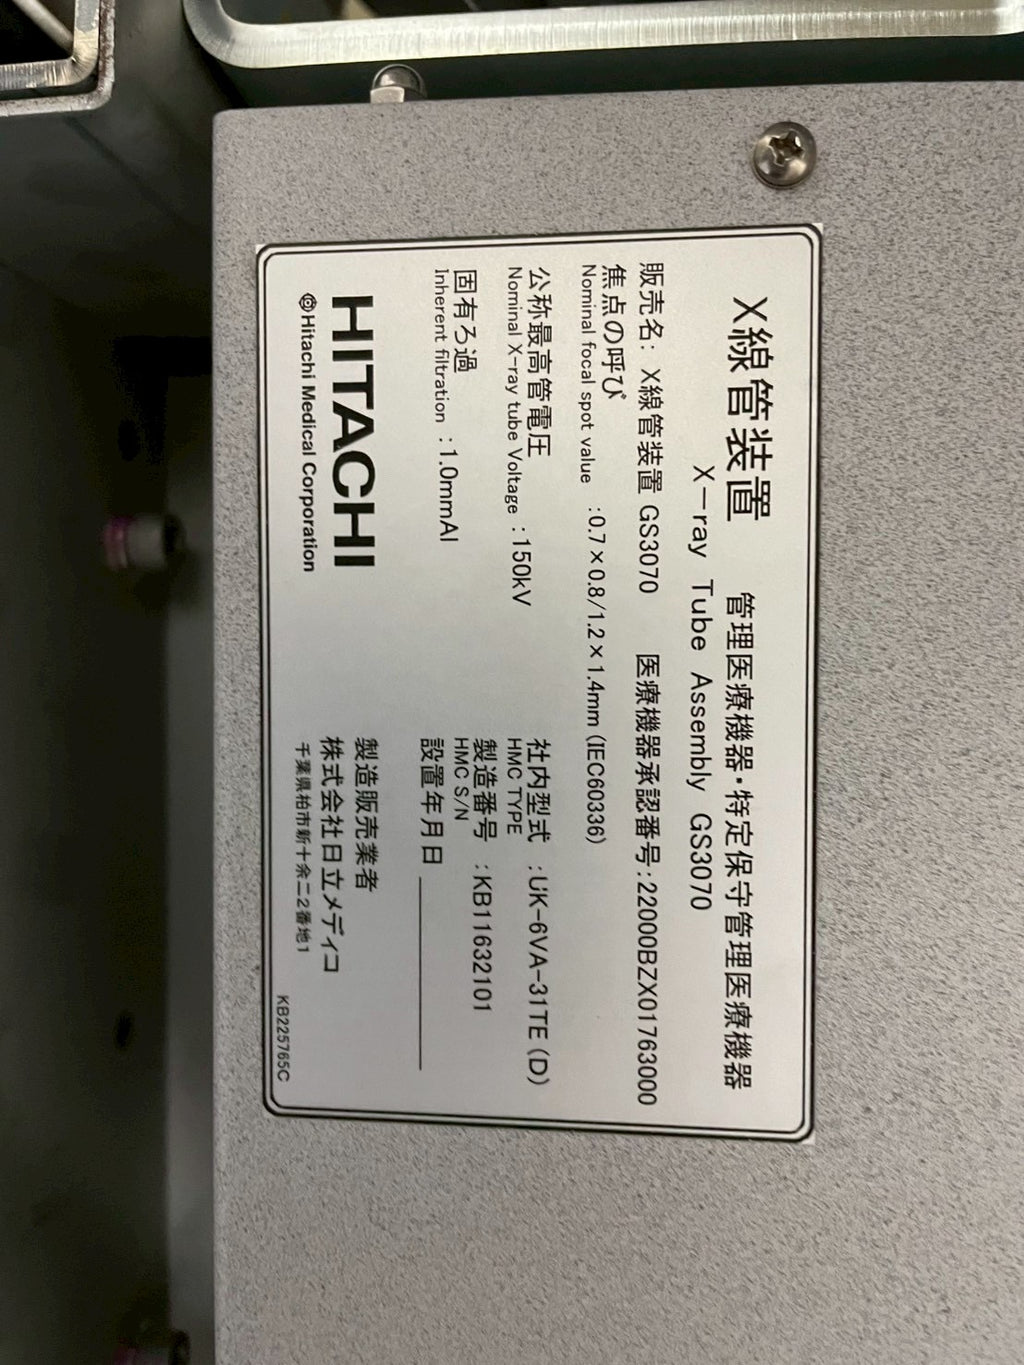 X線管装置 管理医療機器・特定保守管理医療機器
X-ray Tube Assembly GS3070
販売名: X線管装置 GS3070 医療機器承認番号:22000BZX01763000
焦点の呼び
Nominal focal spot value :0.7×0.8/1.2×1.4mm (IEC60336)
公称最高管電圧
Nominal X-ray tube Voltage :150kV
固有ろ過
Inherent filtration :1.0mmAl
社内型式 :UK-6VA-31TE (D)
HMC TYPE
製造番号 :KB11632101
HMC S/N
設置年月日
HITACHI
Hitachi Medical Corporation
製造販売業者
株式会社日立メディコ
千葉県柏市新十余二2番地1
KB225765C